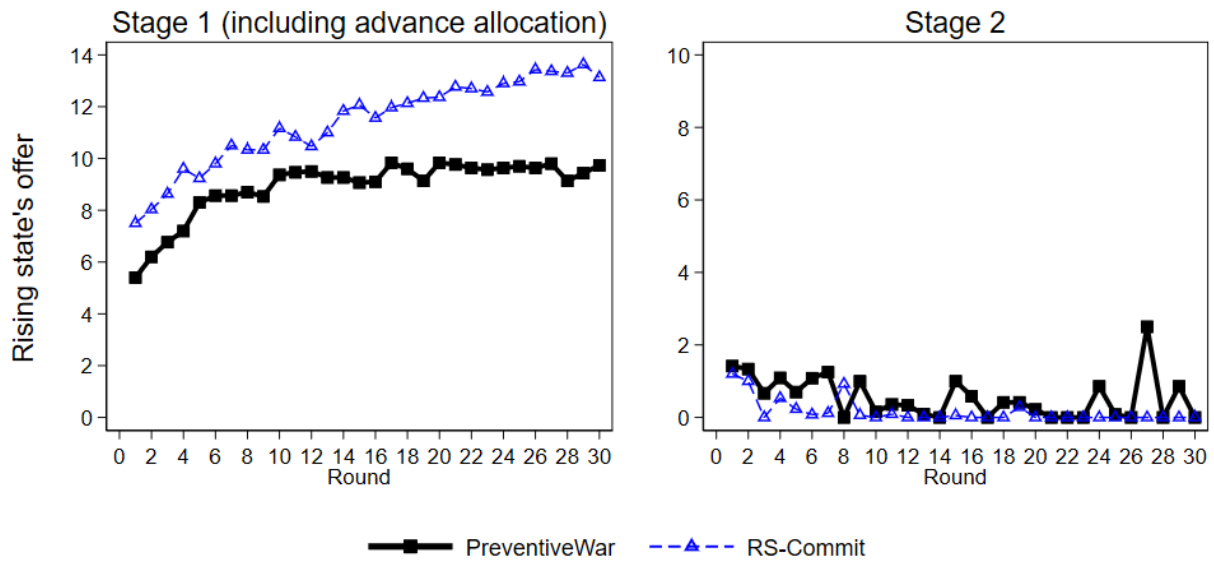 Stage 1 (including advance allocation)
Stage 2
Rising state's offer
14
12
10
8
6
4
2
0
0 2 4 6 8 10 12 14 16 18 20 22 24 26 28 30
Round
10
8
6
4
2
0
0 2 4 6 8 10 12 14 16 18 20 22 24 26 28 30
Round
PreventiveWar
RS-Commit